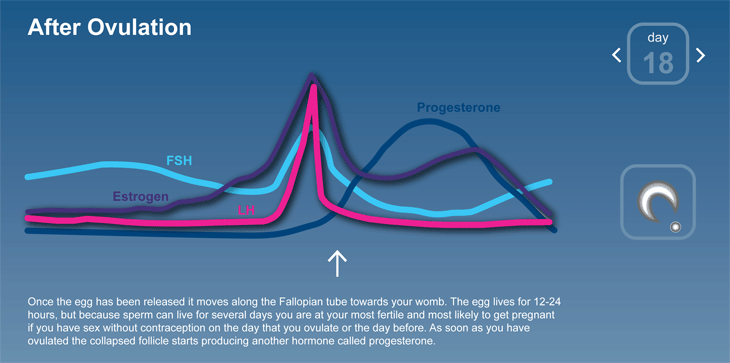 After Ovulation
day
18
Progesterone
FSH
Estrogen
LH
Once the egg has been released it moves along the Fallopian tube towards your womb. The egg lives for 12-24
hours, but because sperm can live for several days you are at your most fertile and most likely to get pregnant
if you have sex without contraception on the day that you ovulate or the day before. As soon as you have
ovulated the collapsed follicle starts producing another hormone called progesterone.